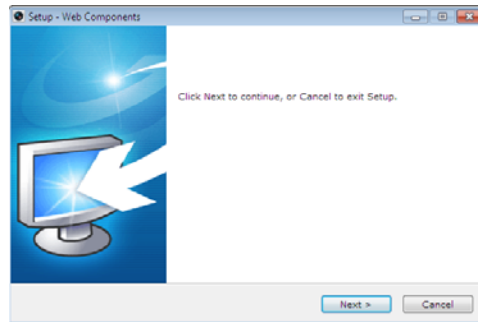 Setup - Web Components
Click Next to continue, or Cancel to exit Setup.
Next >
Cancel